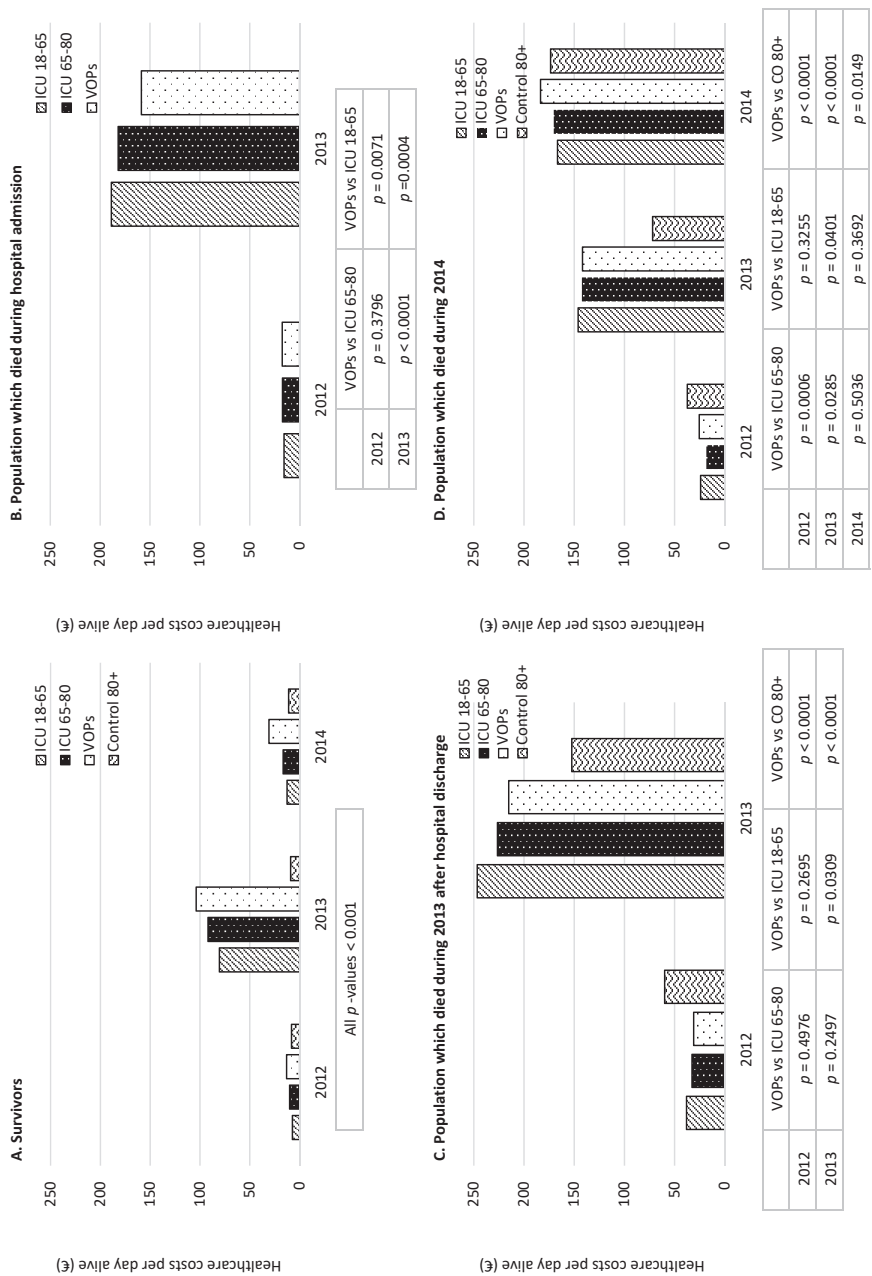 A. Survivors
Healthcare costs per day alive (€)
250
200
150
100
50
0
ICU 18-65
ICU 65-80
VOPs
Control 80+
2012
2013
2014
All p-values < 0.001
B. Population which died during hospital admission
Healthcare costs per day alive (€)
250
200
150
100
50
0
ICU 18-65
ICU 65-80
VOPs
2012
2013
VOPs vs ICU 65-80 VOPs vs ICU 18-65
2012 p = 0.3796 p = 0.0071
2013 p < 0.0001 p =0.0004
C. Population which died during 2013 after hospital discharge
Healthcare costs per day alive (€)
250
200
150
100
50
0
ICU 18-65
ICU 65-80
VOPs
Control 80+
2012
2013
VOPs vs ICU 65-80 VOPs vs ICU 18-65 VOPs vs CO 80+
2012 p = 0.4976 p = 0.2695 p < 0.0001
2013 p = 0.2497 p = 0.0309 p < 0.0001
D. Population which died during 2014
Healthcare costs per day alive (€)
250
200
150
100
50
0
ICU 18-65
ICU 65-80
VOPs
Control 80+
2012
2013
2014
VOPs vs ICU 65-80 VOPs vs ICU 18-65 VOPs vs CO 80+
2012 p = 0.0006 p = 0.3255 p < 0.0001
2013 p = 0.0285 p = 0.0401 p < 0.0001
2014 p = 0.5036 p = 0.3692 p = 0.0149